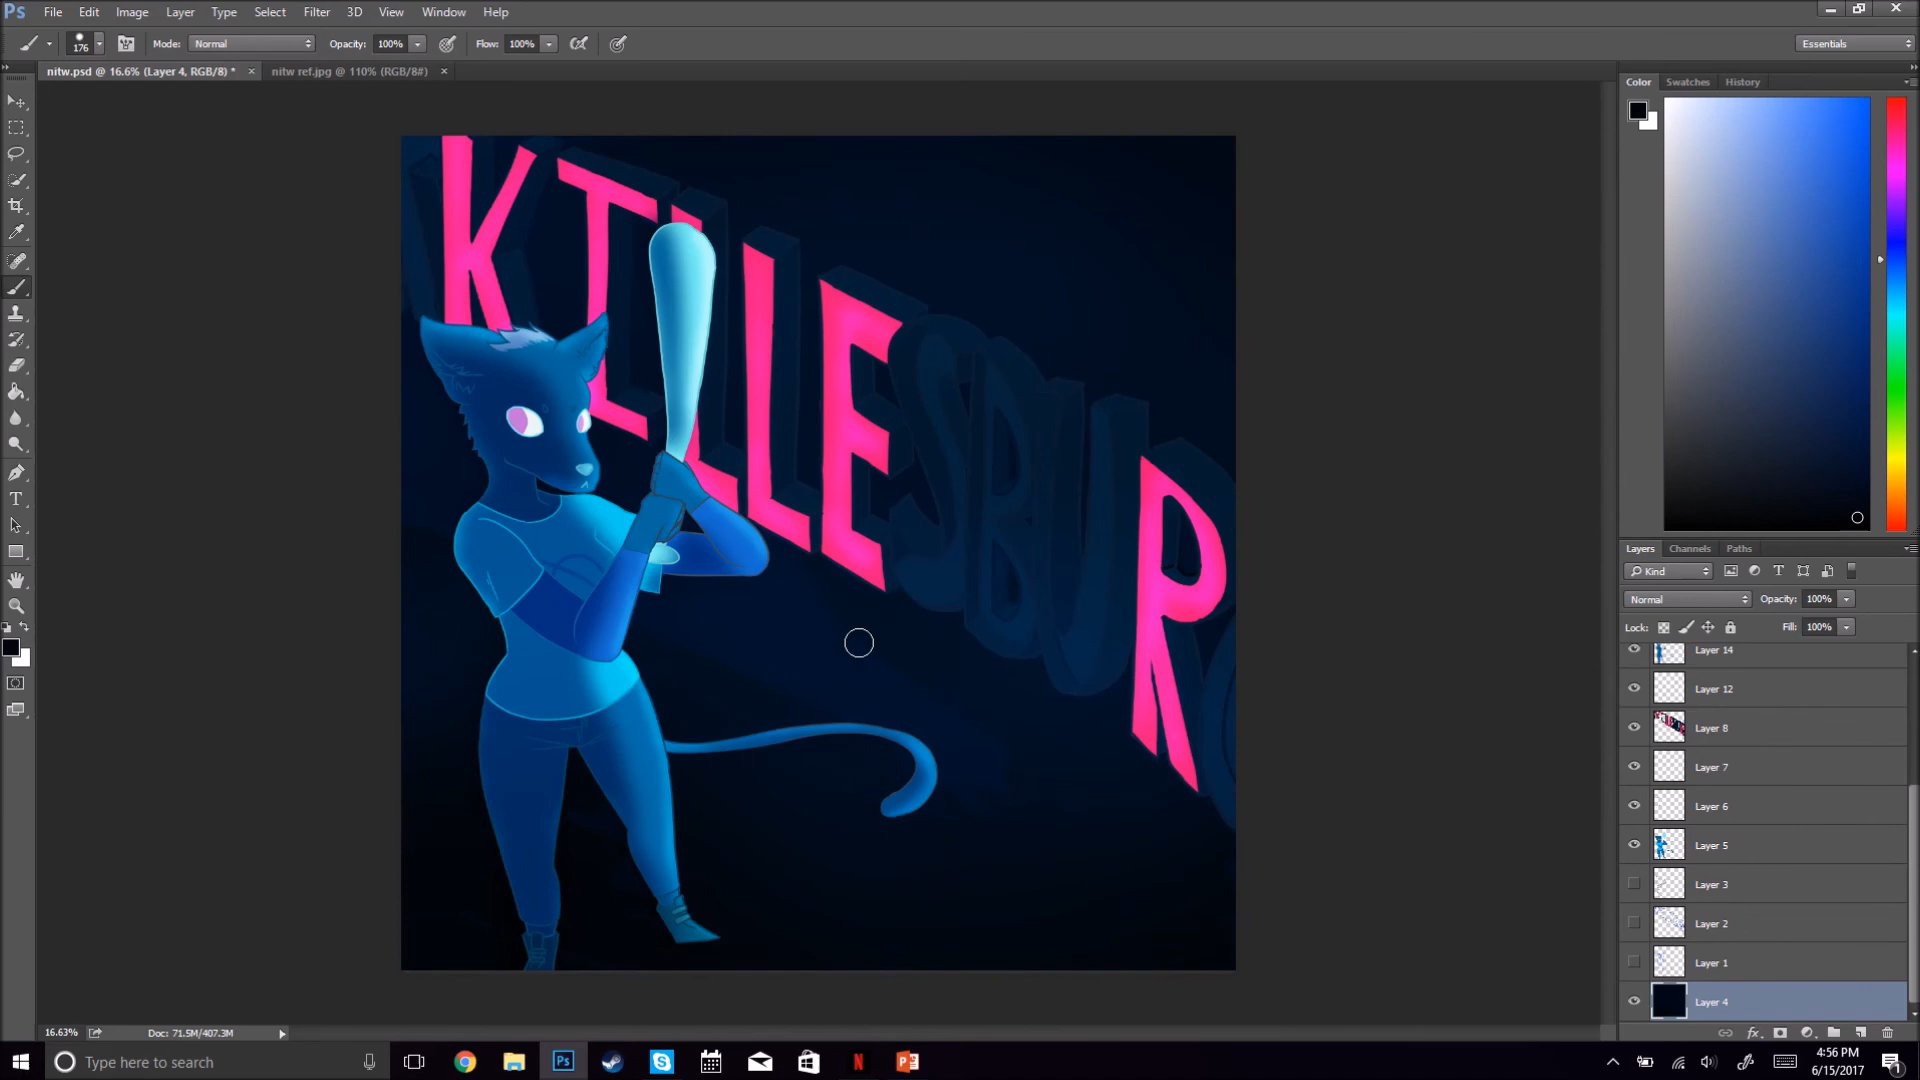 Ps File Edit Image Layer Type Select Filter 3D View Window Help
176 Mode: Normal Opacity: 100% Flow: 100% Essentials
nitw.psd @ 16.6% (Layer 4, RGB/8) * × nitw ref.jpg @ 110% (RGB/8#) ×
Color Swatches History
KILLESBUR
Layers Channels Paths
Kind
Normal Opacity: 100%
Lock: Fill: 100%
Layer 14
Layer 12
Layer 8
Layer 7
Layer 6
Layer 5
Layer 3
Layer 2
Layer 1
Layer 4
16.63% Doc: 71.5M/407.3M
Type here to search
4:56 PM
6/15/2017
1